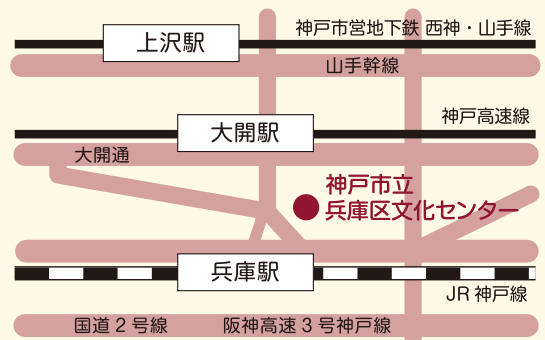 神戸市営地下鉄 西神・山手線
上沢駅
山手幹線
神戸高速線
大開駅
大開通
神戸市立
兵庫区文化センター
兵庫駅
JR神戸線
国道2号線
阪神高速3号神戸線